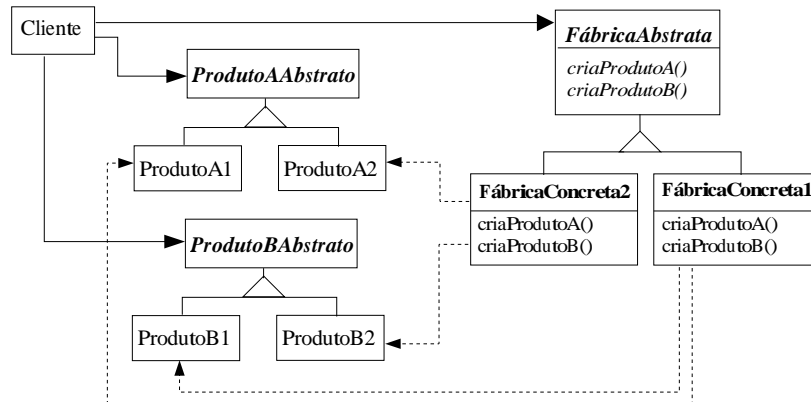 Cliente
FábricaAbstrata
criaProdutoA()
criaProdutoB()
ProdutoAAbstrato
ProdutoA1
ProdutoA2
FábricaConcreta2
criaProdutoA()
criaProdutoB()
FábricaConcreta1
criaProdutoA()
criaProdutoB()
ProdutoBAbstrato
ProdutoB1
ProdutoB2